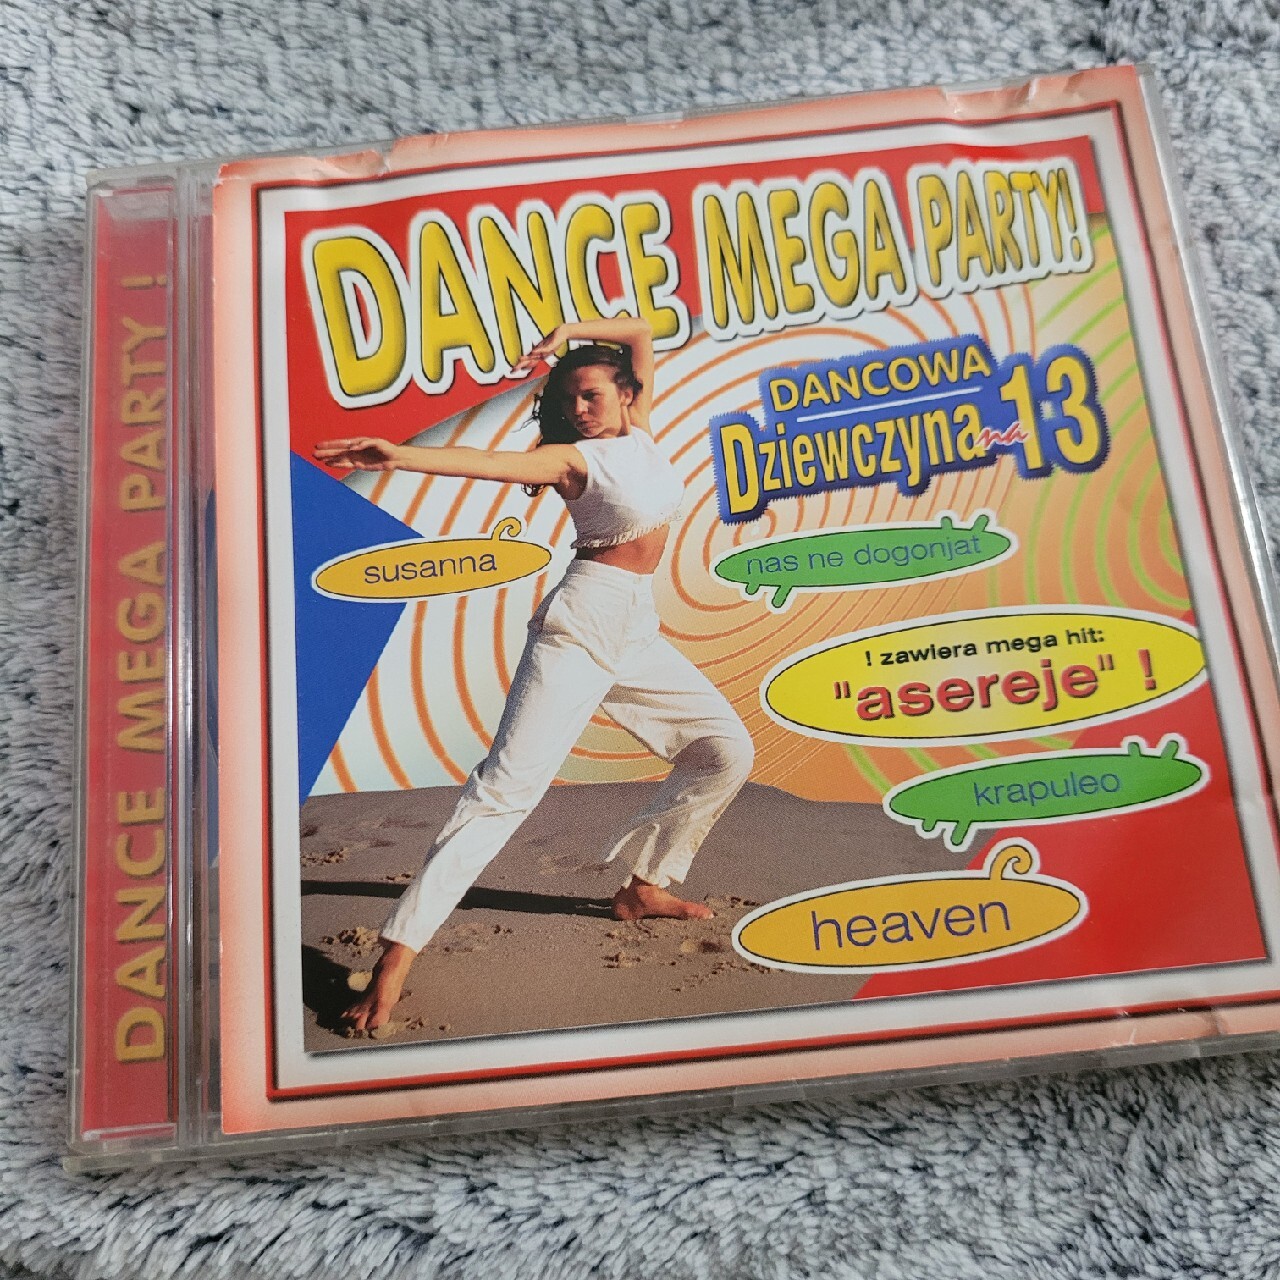 DANCE MEGA PARTY !
DANCE MEGA PARTY!
DANCOWA
Dziewczyna na 13
susanna
nas ne dogonjat
! zawiera mega hit:
"asereje" !
krapuleo
heaven